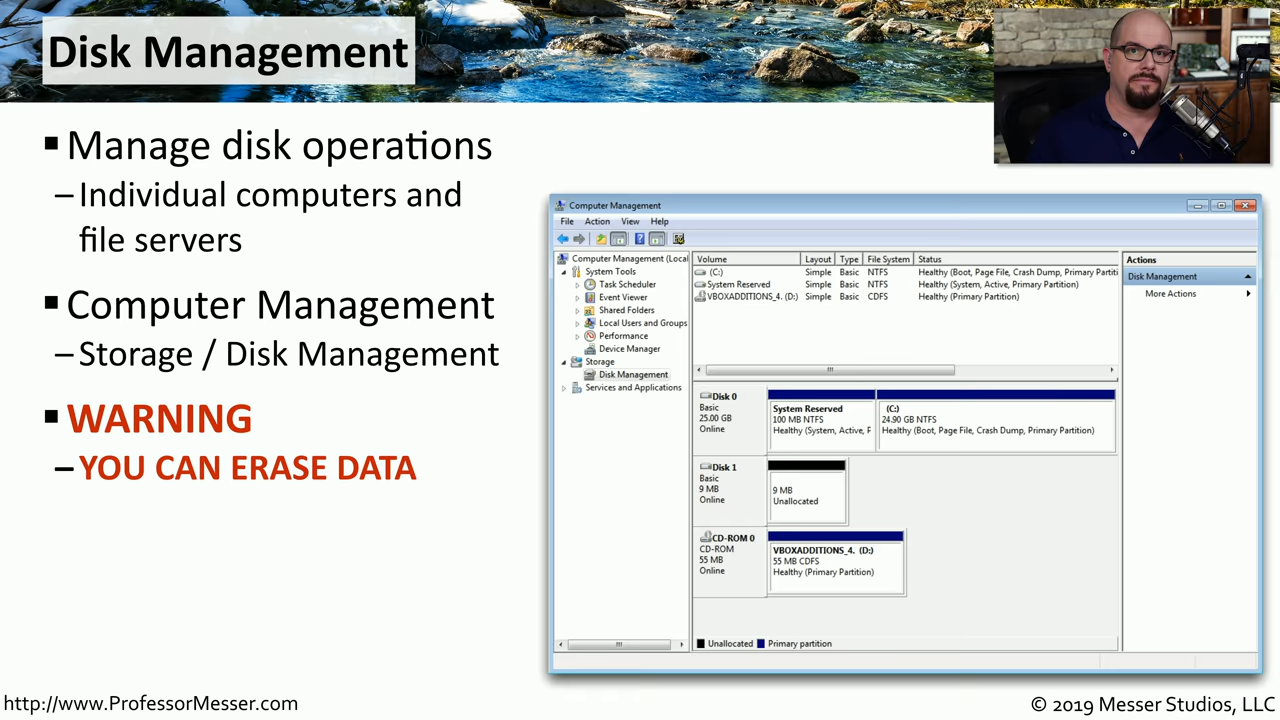 Disk Management
▪ Manage disk operations
– Individual computers and
file servers
▪ Computer Management
– Storage / Disk Management
▪ WARNING
– YOU CAN ERASE DATA
Computer Management
File Action View Help
Computer Management (Local
System Tools
Task Scheduler
Event Viewer
Shared Folders
Local Users and Groups
Performance
Device Manager
Storage
Disk Management
Services and Applications
Volume Layout Type File System Status
(C:) Simple Basic NTFS Healthy (Boot, Page File, Crash Dump, Primary Partiti
System Reserved Simple Basic NTFS Healthy (System, Active, Primary Partition)
VBOXADDITIONS_4. (D:) Simple Basic CDFS Healthy (Primary Partition)
Disk 0
Basic
25.00 GB
Online
System Reserved
100 MB NTFS
Healthy (System, Active, P
(C:)
24.90 GB NTFS
Healthy (Boot, Page File, Crash Dump, Primary Partition)
Disk 1
Basic
9 MB
Online
9 MB
Unallocated
CD-ROM 0
CD-ROM
55 MB
Online
VBOXADDITIONS_4. (D:)
55 MB CDFS
Healthy (Primary Partition)
Unallocated Primary partition
Actions
Disk Management
More Actions
http://www.ProfessorMesser.com
© 2019 Messer Studios, LLC